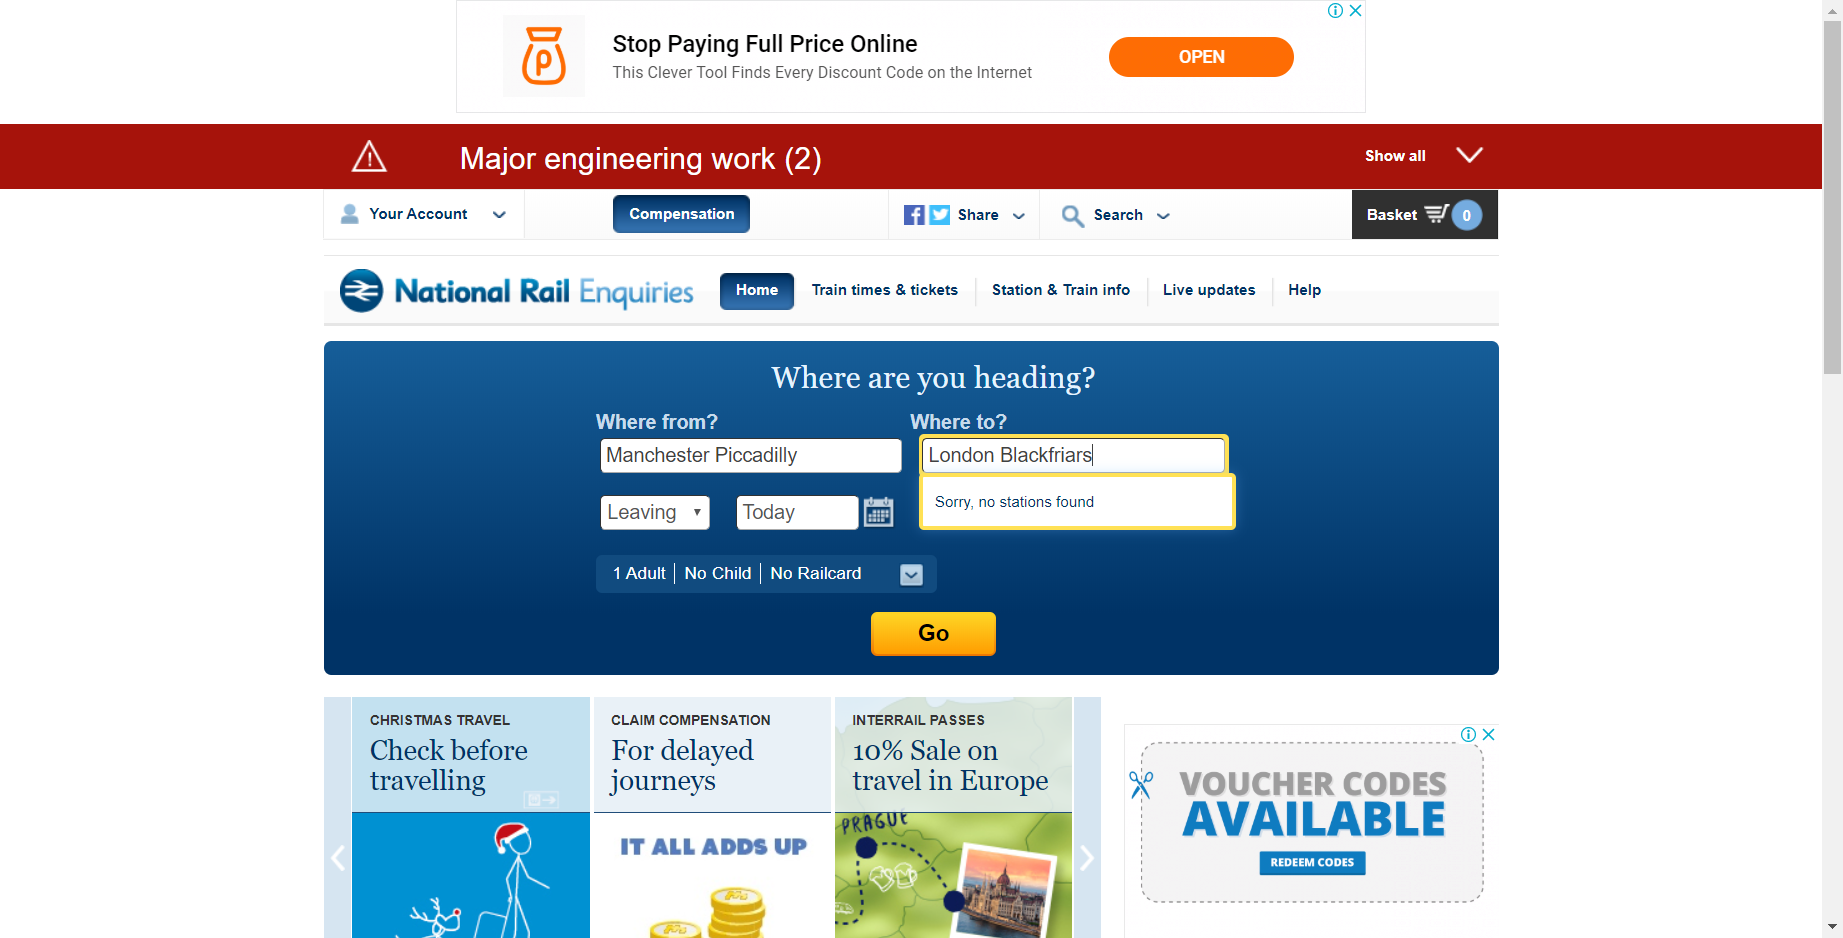 Stop Paying Full Price Online
This Clever Tool Finds Every Discount Code on the Internet
OPEN
Major engineering work (2)
Show all
Your Account
Compensation
Share
Search
Basket
0
National Rail Enquiries
Home
Train times & tickets
Station & Train info
Live updates
Help
Where are you heading?
Where from?
Where to?
Manchester Piccadilly
London Blackfriars
Leaving
Today
Sorry, no stations found
1 Adult
No Child
No Railcard
Go
CHRISTMAS TRAVEL
Check before
travelling
CLAIM COMPENSATION
For delayed
journeys
IT ALL ADDS UP
INTERRAIL PASSES
10% Sale on
travel in Europe
PRAGUE
VOUCHER CODES
AVAILABLE
REDEEM CODES